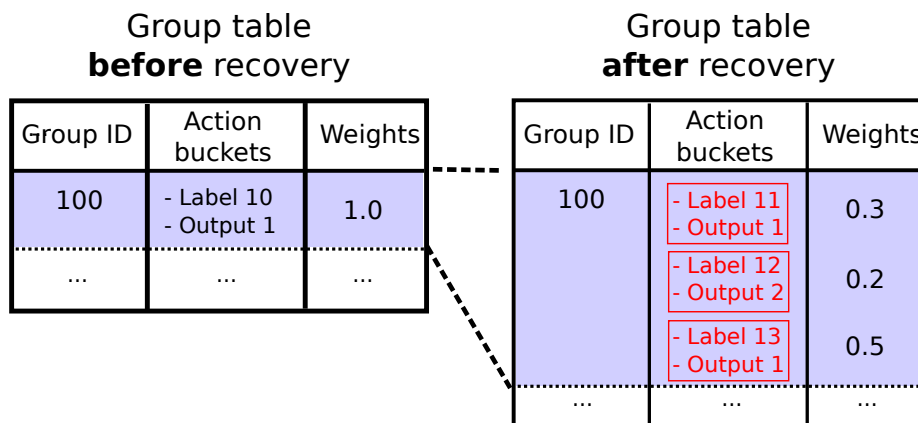 Group table
before recovery
Group ID
Action
buckets
Weights
100
- Label 10
- Output 1
1.0
...
...
...
Group table
after recovery
Group ID
Action
buckets
Weights
100
- Label 11
- Output 1
0.3
- Label 12
- Output 2
0.2
- Label 13
- Output 1
0.5
...
...
...